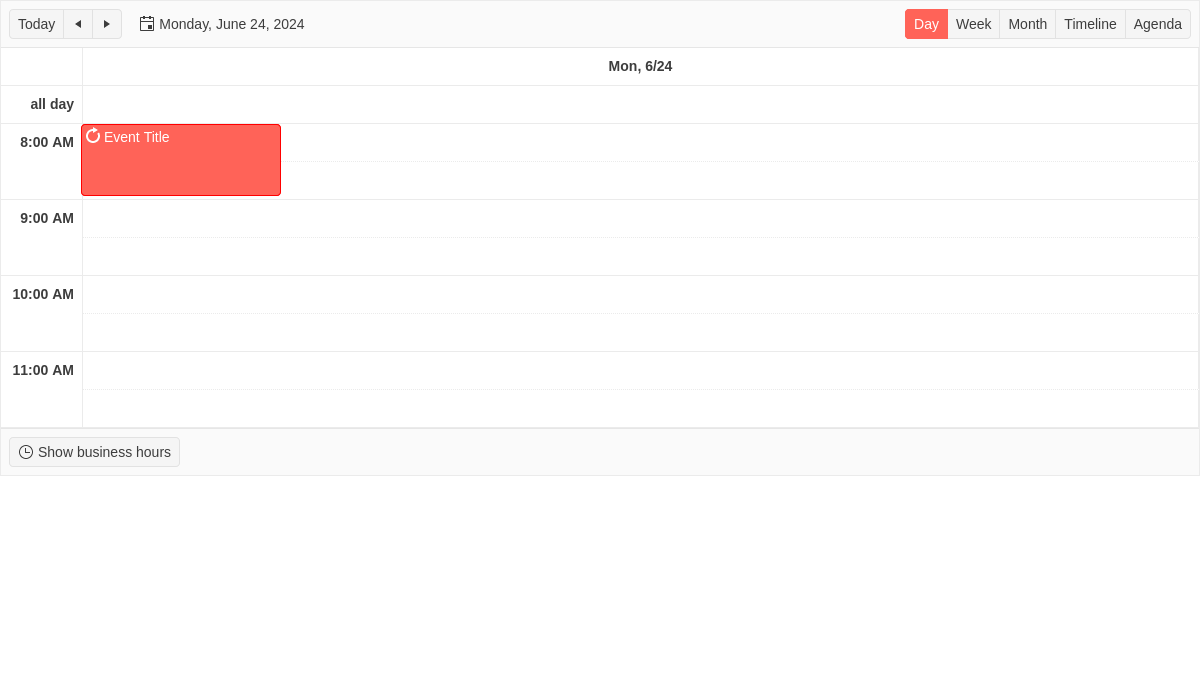 Today Monday, June 24, 2024 Day Week Month Timeline Agenda
Mon, 6/24
all day
8:00 AM Event Title
9:00 AM
10:00 AM
11:00 AM
Show business hours